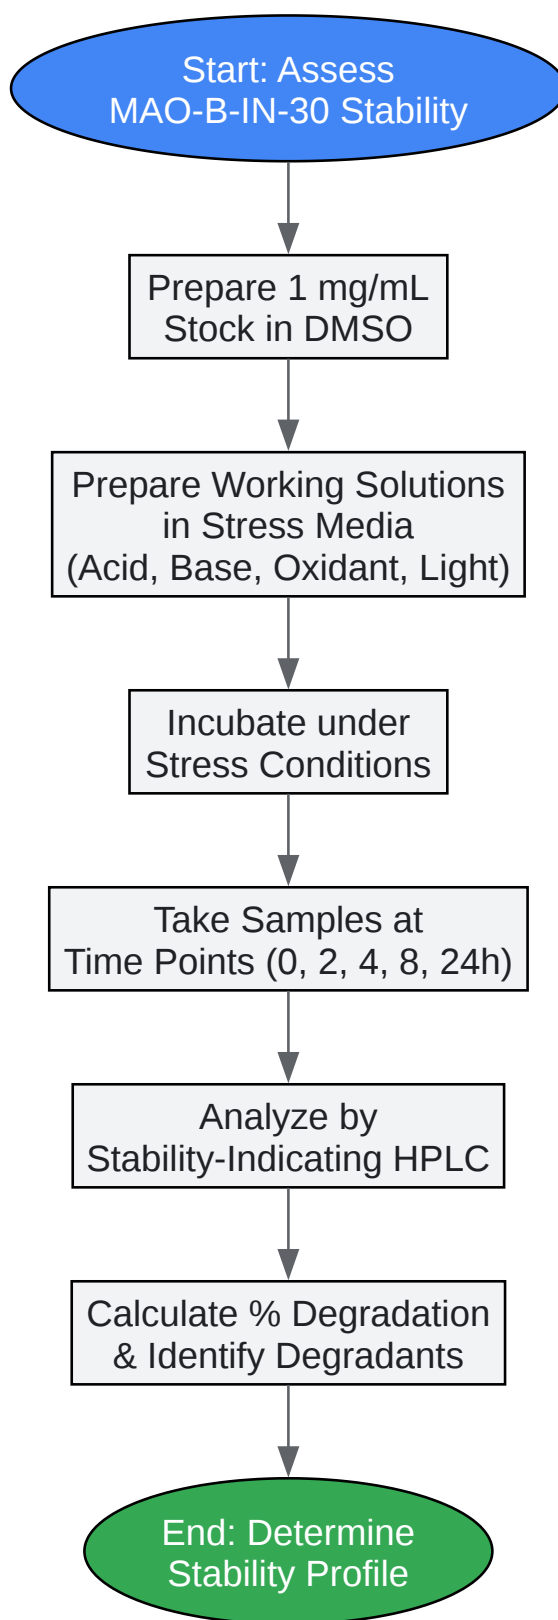 Start: Assess
MAO-B-IN-30 Stability
Prepare 1 mg/mL
Stock in DMSO
Prepare Working Solutions
in Stress Media
(Acid, Base, Oxidant, Light)
Incubate under
Stress Conditions
Take Samples at
Time Points (0, 2, 4, 8, 24h)
Analyze by
Stability-Indicating HPLC
Calculate % Degradation
& Identify Degradants
End: Determine
Stability Profile